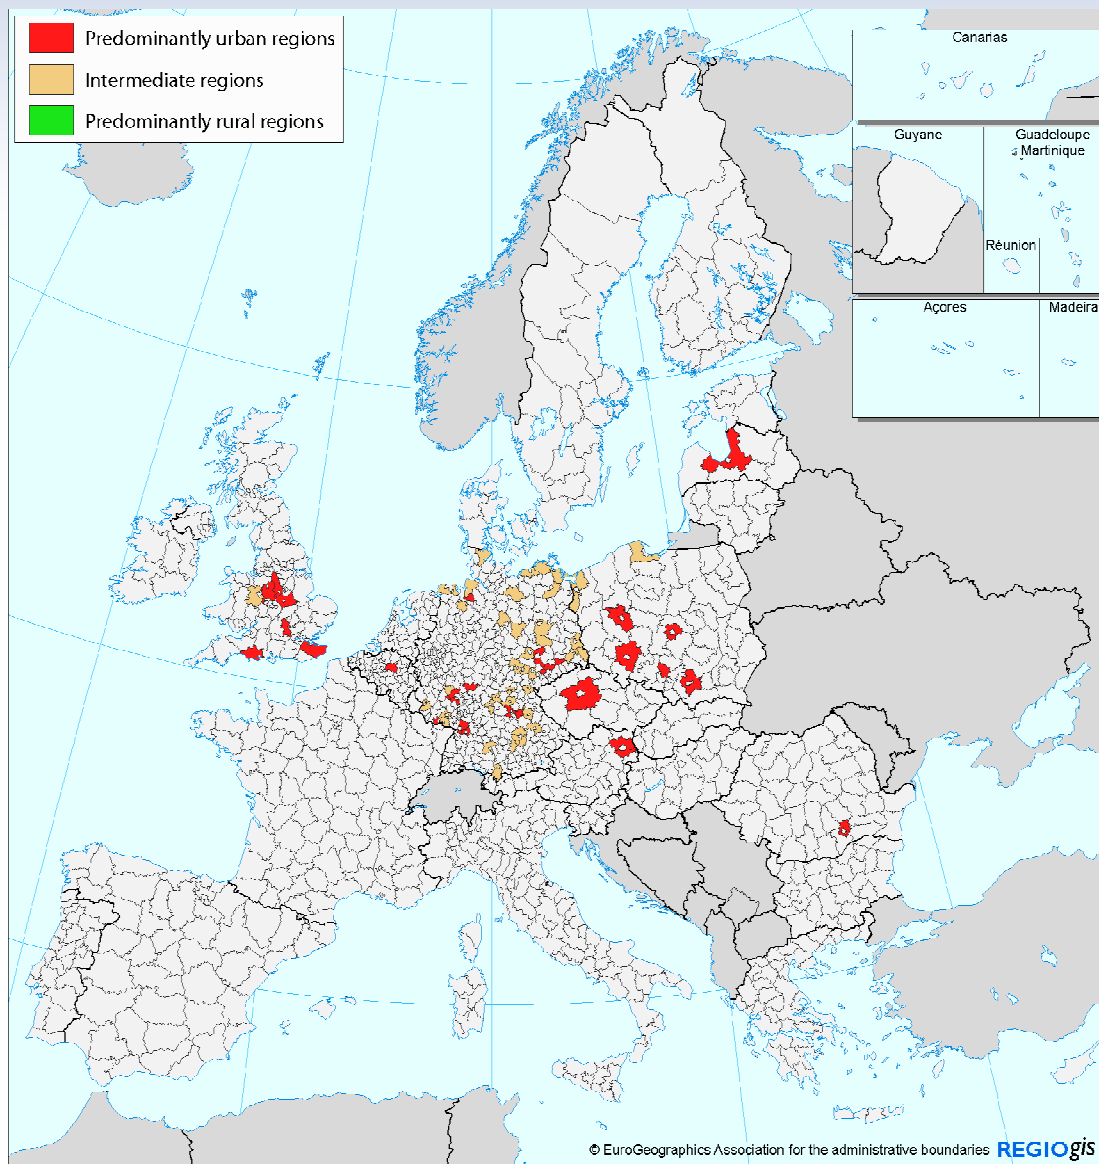 Predominantly urban regions
Intermediate regions
Predominantly rural regions
Canarias
Guyane
Guadeloupe
Martinique
Réunion
Açores
Madeira
© EuroGeographics Association for the administrative boundaries REGIOgis